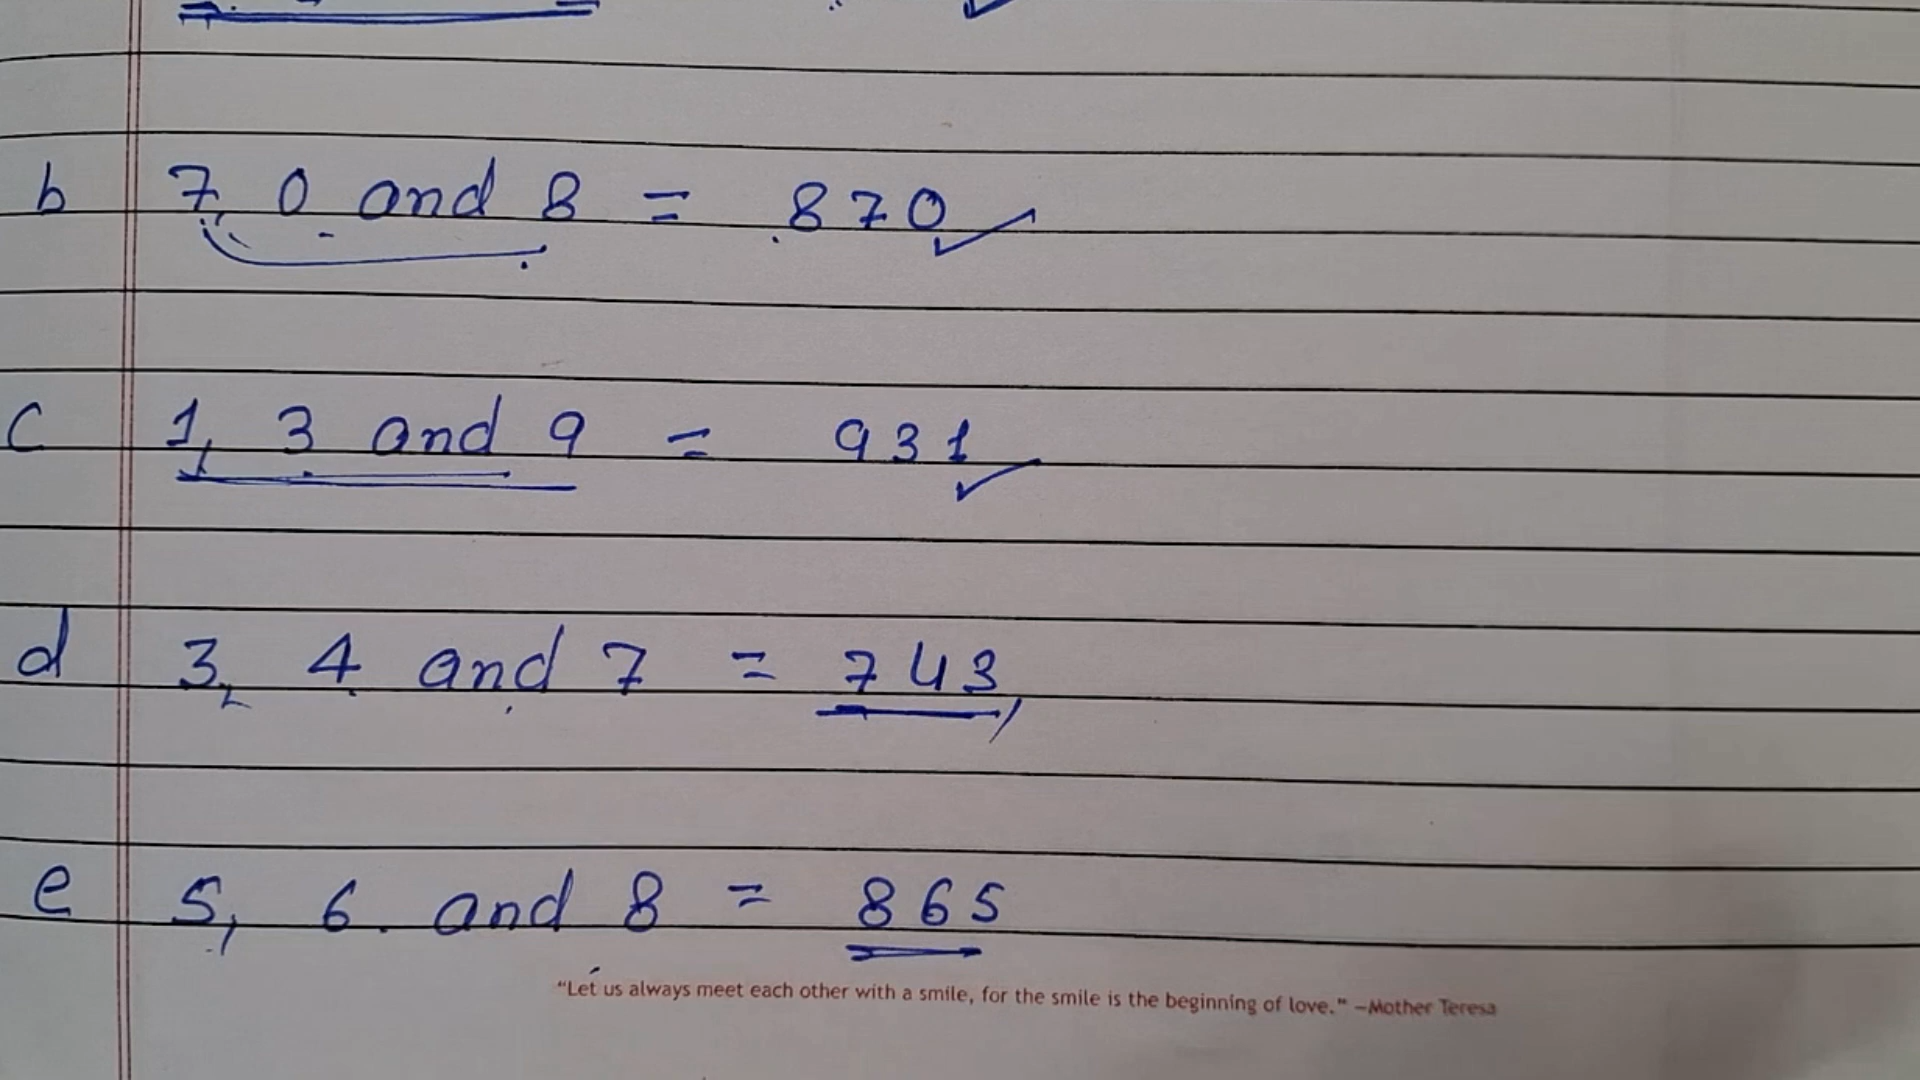 b 7, 0 and 8 = 870
c 1, 3 and 9 = 931
d 3, 4 and 7 = 743
e 5, 6 and 8 = 865
"Let us always meet each other with a smile, for the smile is the beginning of love." –Mother Teresa